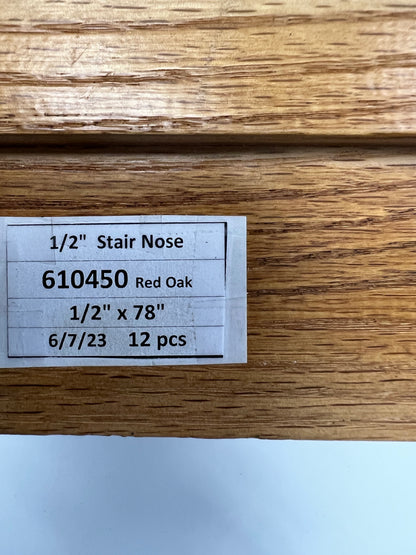 1/2" Stair Nose
610450 Red Oak
1/2" x 78"
6/7/23 12 pcs